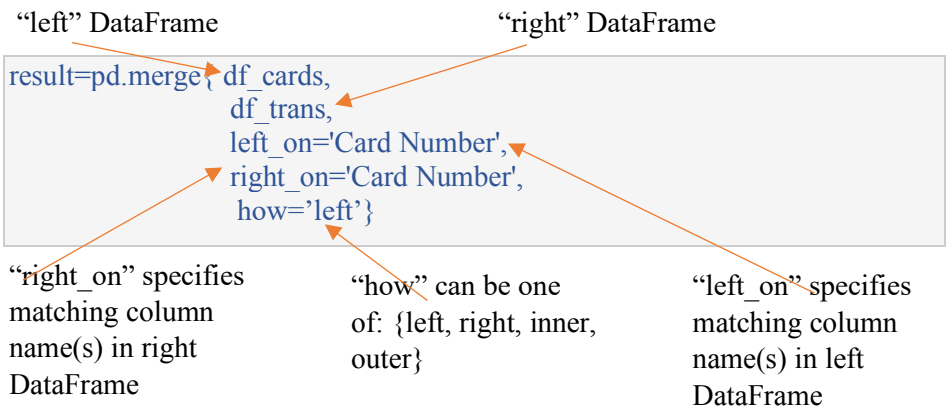 “left” DataFrame
“right” DataFrame
result=pd.merge{ df_cards,
df_trans,
left_on='Card Number',
right_on='Card Number',
how=’left’}
“right_on” specifies
matching column
name(s) in right
DataFrame
“how” can be one
of: {left, right, inner,
outer}
“left_on” specifies
matching column
name(s) in left
DataFrame